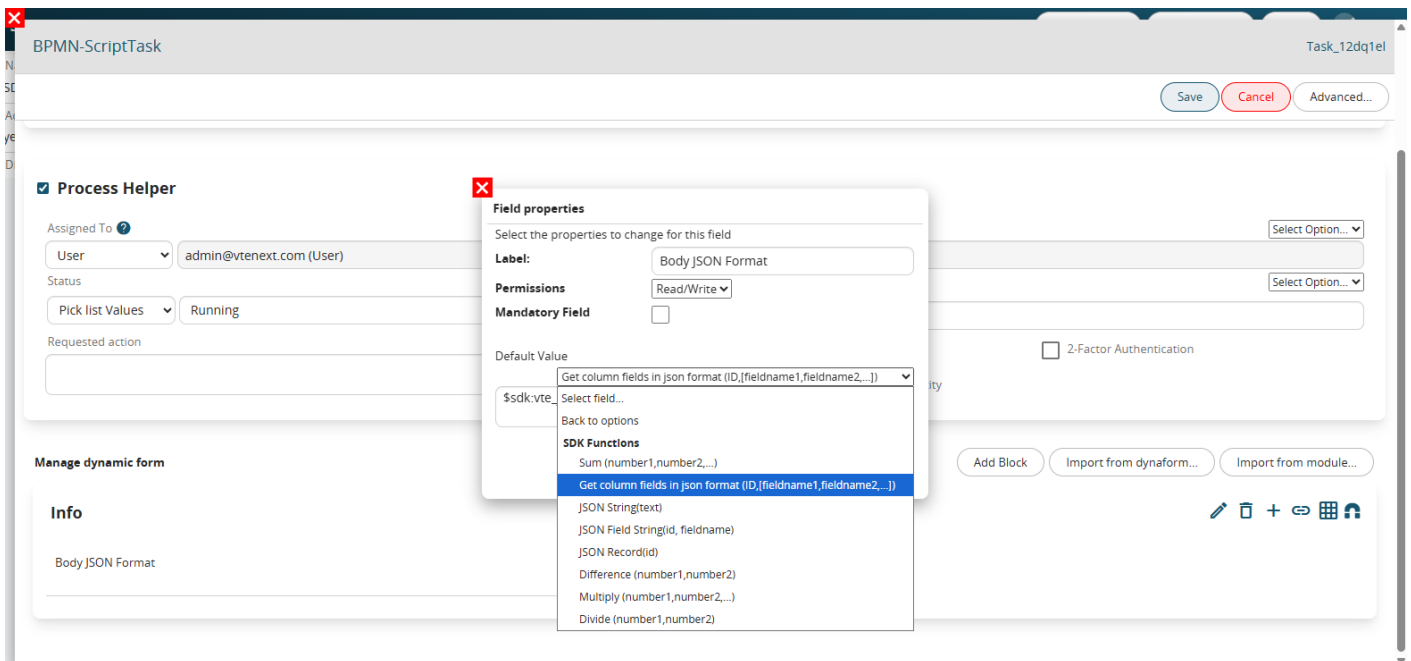 BPMN-ScriptTask
Task_12dq1el
Save
Cancel
Advanced...
Process Helper
Assigned To ?
Select Option...
User
admin@vtenext.com (User)
Status
Select Option...
Pick list Values
Running
Requested action
2-Factor Authentication
Field properties
Select the properties to change for this field
Label:
Body JSON Format
Permissions
Read/Write
Mandatory Field
Default Value
Get column fields in json format (ID,[fieldname1,fieldname2,...])
$sdk:vte_
Select field...
Back to options
SDK Functions
Sum (number1,number2,...)
Get column fields in json format (ID,[fieldname1,fieldname2,...])
JSON String(text)
JSON Field String(id, fieldname)
JSON Record(id)
Difference (number1,number2)
Multiply (number1,number2,...)
Divide (number1,number2)
Manage dynamic form
Add Block
Import from dynaform...
Import from module...
Info
Body JSON Format